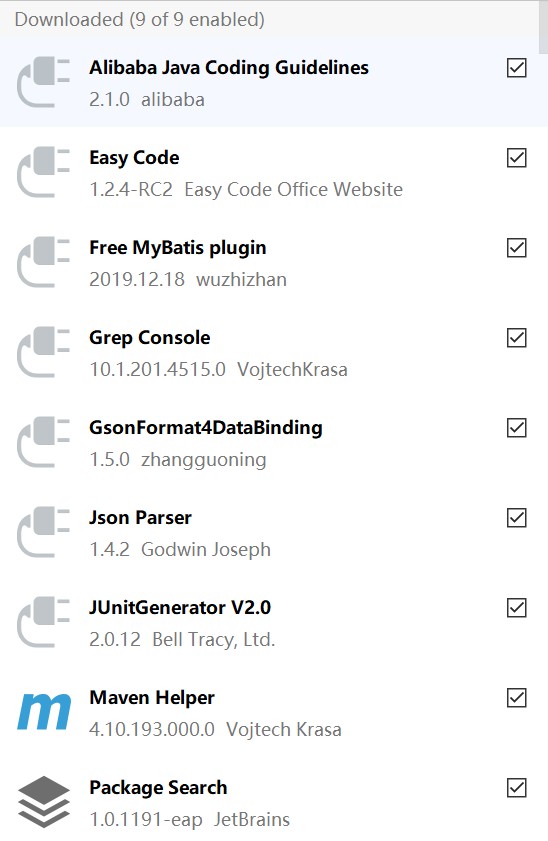 Downloaded (9 of 9 enabled)
Alibaba Java Coding Guidelines
2.1.0 alibaba
Easy Code
1.2.4-RC2 Easy Code Office Website
Free MyBatis plugin
2019.12.18 wuzhizhan
Grep Console
10.1.201.4515.0 VojtechKrasa
GsonFormat4DataBinding
1.5.0 zhangguoning
Json Parser
1.4.2 Godwin Joseph
JUnitGenerator V2.0
2.0.12 Bell Tracy, Ltd.
m
Maven Helper
4.10.193.000.0 Vojtech Krasa
Package Search
1.0.1191-eap JetBrains